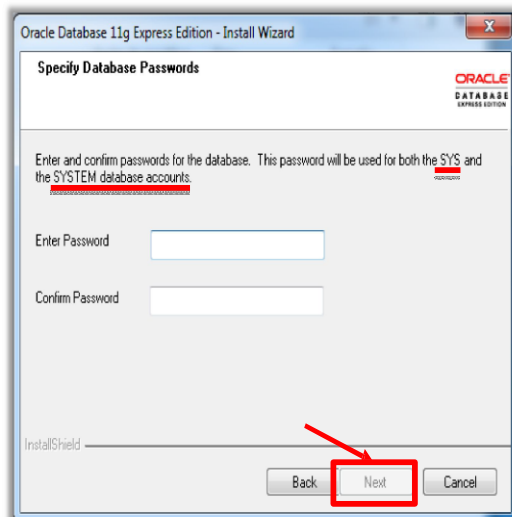 Oracle Database 11g Express Edition - Install Wizard
Specify Database Passwords
ORACLE
DATABASE
EXPRESS EDITION
Enter and confirm passwords for the database. This password will be used for both the SYS and
the SYSTEM database accounts.
Enter Password
Confirm Password
InstallShield
Back
Next
Cancel